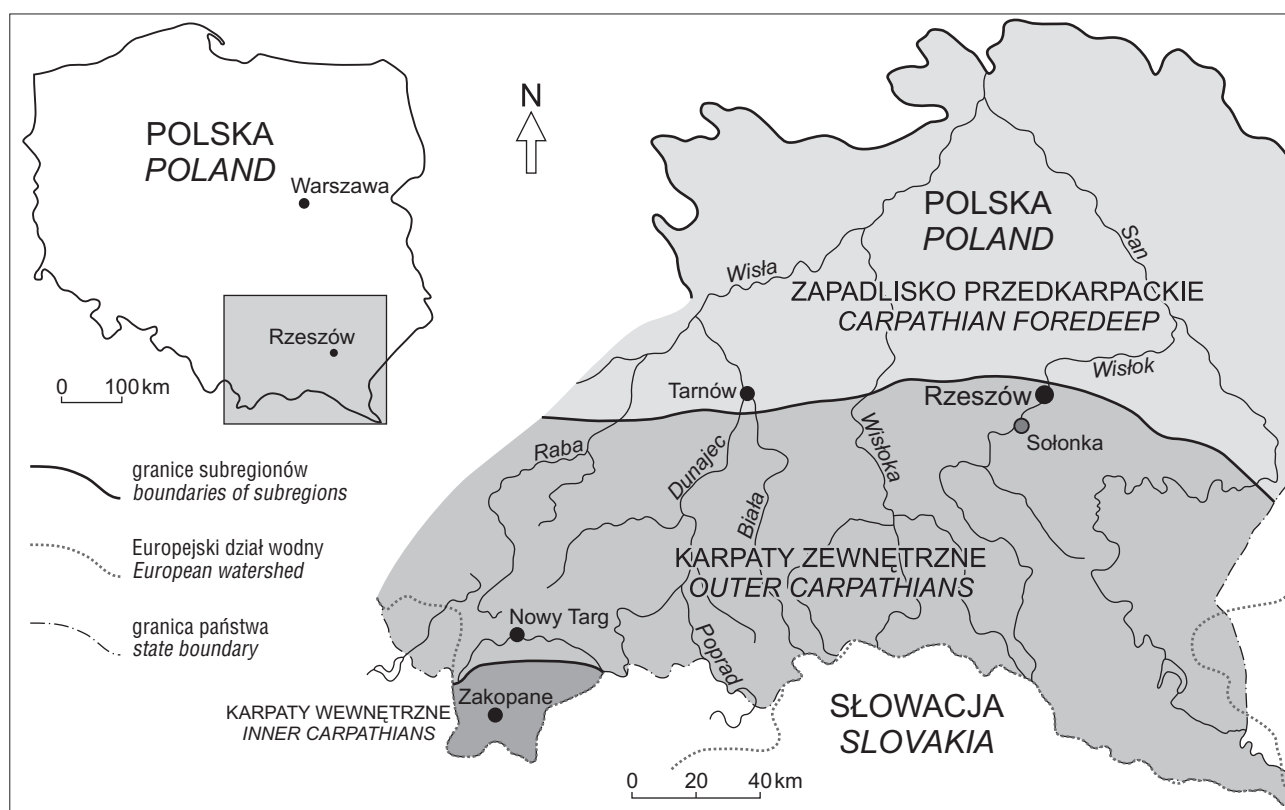 POLSKA
POLAND
Warszawa
Rzeszów
0 100 km
granice subregionów
boundaries of subregions
Europejski dział wodny
European watershed
granica państwa
state boundary
N
POLSKA
POLAND
Wisła
San
ZAPADLISKO PRZEDKARPACKIE
CARPATHIAN FOREDEEP
Wisłok
Tarnów
Rzeszów
Sołonka
Raba
Dunajec
Biała
Wisłoka
KARPATY ZEWNĘTRZNE
OUTER CARPATHIANS
Nowy Targ
Poprad
Zakopane
KARPATY WEWNĘTRZNE
INNER CARPATHIANS
SŁOWACJA
SLOVAKIA
0 20 40 km